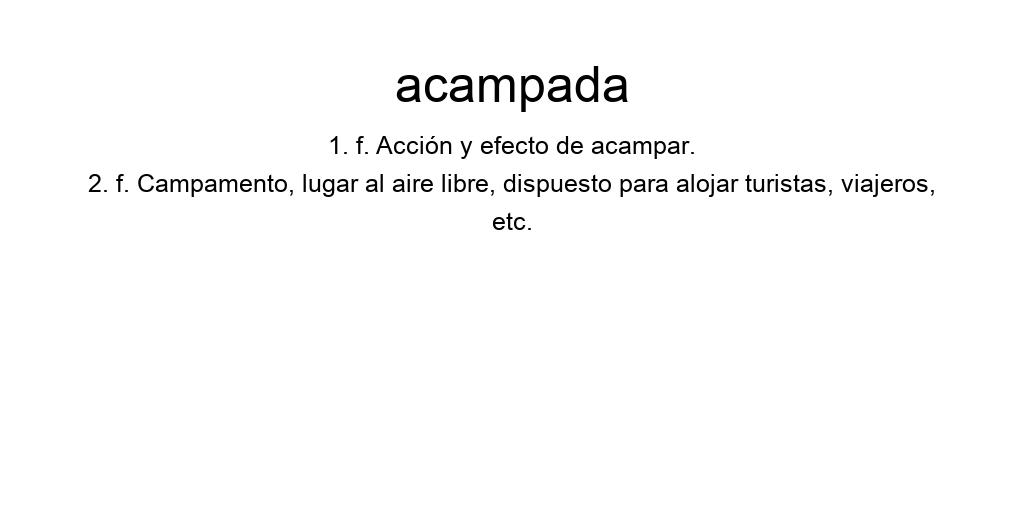 acampada
1. f. Acción y efecto de acampar.
2. f. Campamento, lugar al aire libre, dispuesto para alojar turistas, viajeros,
etc.